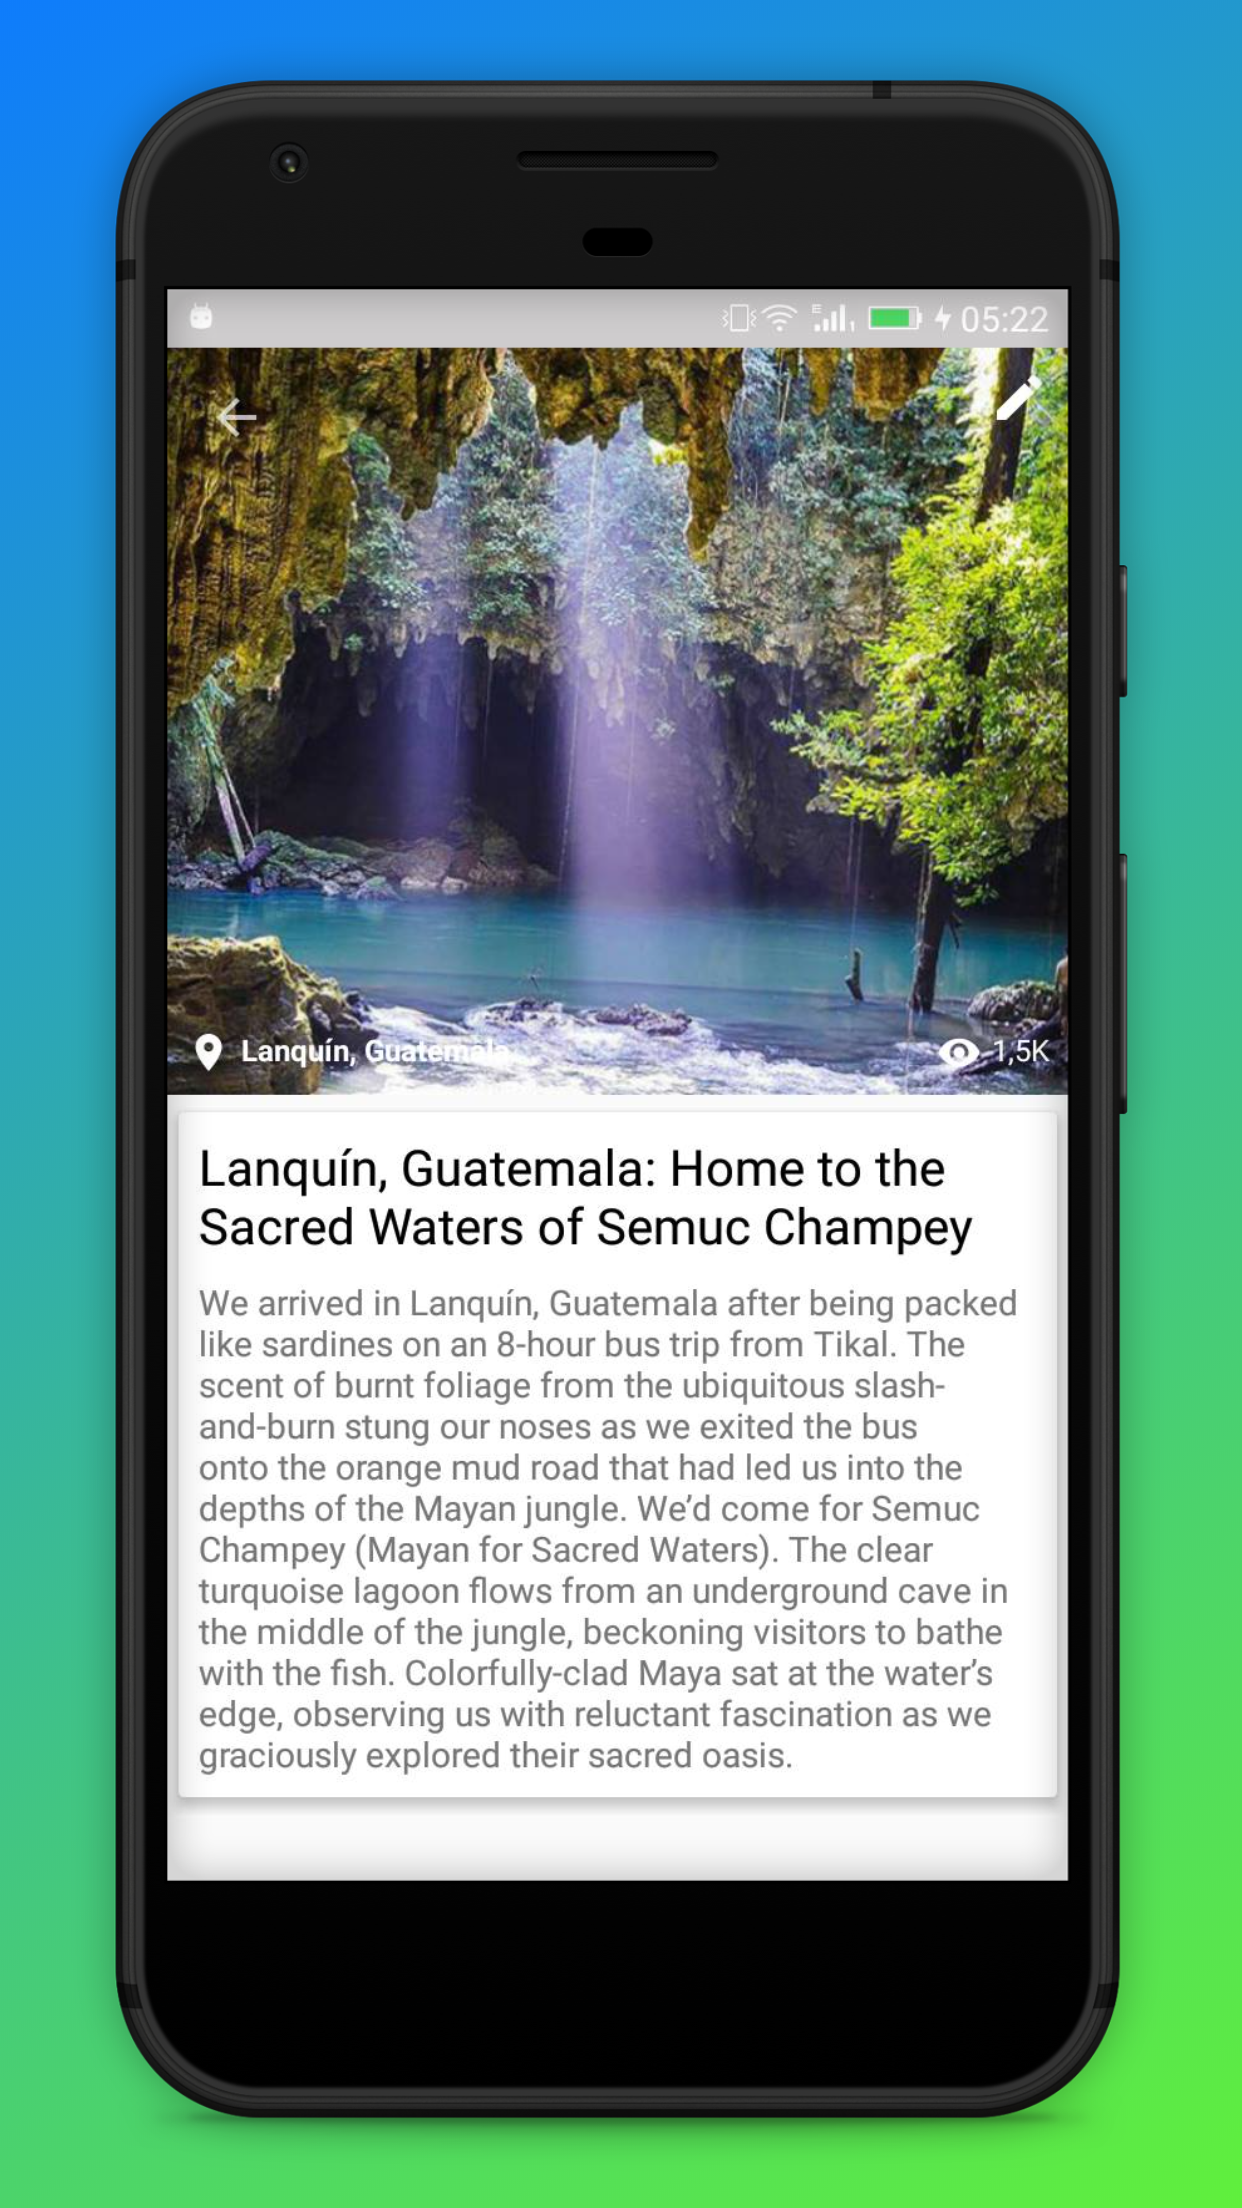 05:22
Lanquín, Guatemala
1,5K
Lanquín, Guatemala: Home to the
Sacred Waters of Semuc Champey
We arrived in Lanquín, Guatemala after being packed
like sardines on an 8-hour bus trip from Tikal. The
scent of burnt foliage from the ubiquitous slash-
and-burn stung our noses as we exited the bus
onto the orange mud road that had led us into the
depths of the Mayan jungle. We’d come for Semuc
Champey (Mayan for Sacred Waters). The clear
turquoise lagoon flows from an underground cave in
the middle of the jungle, beckoning visitors to bathe
with the fish. Colorfully-clad Maya sat at the water’s
edge, observing us with reluctant fascination as we
graciously explored their sacred oasis.